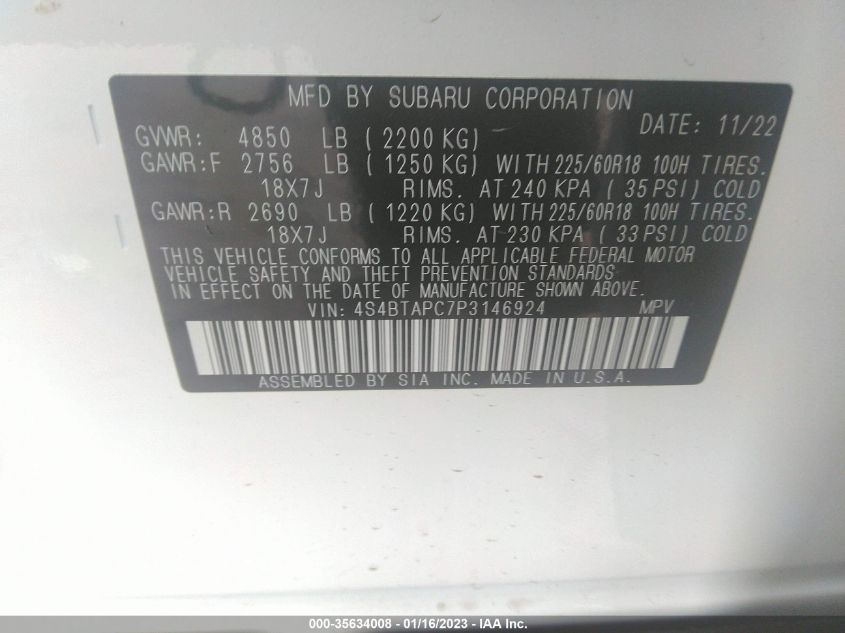 MFD BY SUBARU CORPORATION
DATE: 11/22
GVWR: 4850 LB ( 2200 KG)
GAWR:F 2756 LB ( 1250 KG) WITH 225/60R18 100H TIRES.
18X7J RIMS. AT 240 KPA ( 35 PSI) COLD
GAWR:R 2690 LB ( 1220 KG) WITH 225/60R18 100H TIRES.
18X7J RIMS. AT 230 KPA ( 33 PSI) COLD
THIS VEHICLE CONFORMS TO ALL APPLICABLE FEDERAL MOTOR
VEHICLE SAFETY AND THEFT PREVENTION STANDARDS
IN EFFECT ON THE DATE OF MANUFACTURE SHOWN ABOVE.
VIN: 4S4BTAPC7P3146924 MPV
ASSEMBLED BY SIA INC. MADE IN U.S.A.
000-35634008 - 01/16/2023 - IAA Inc.